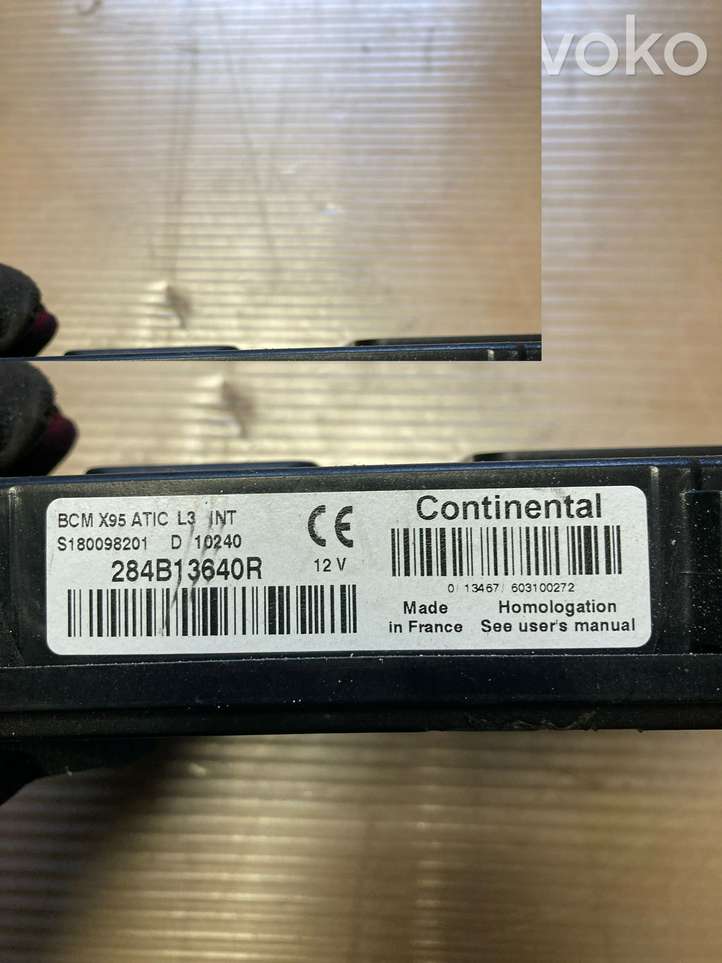 voko
BCM X95 ATIC L3 INT
S180098201 D 10240
284B13640R
12 V
CE
Continental
0/13467/603100272
Made
in France
Homologation
See user's manual